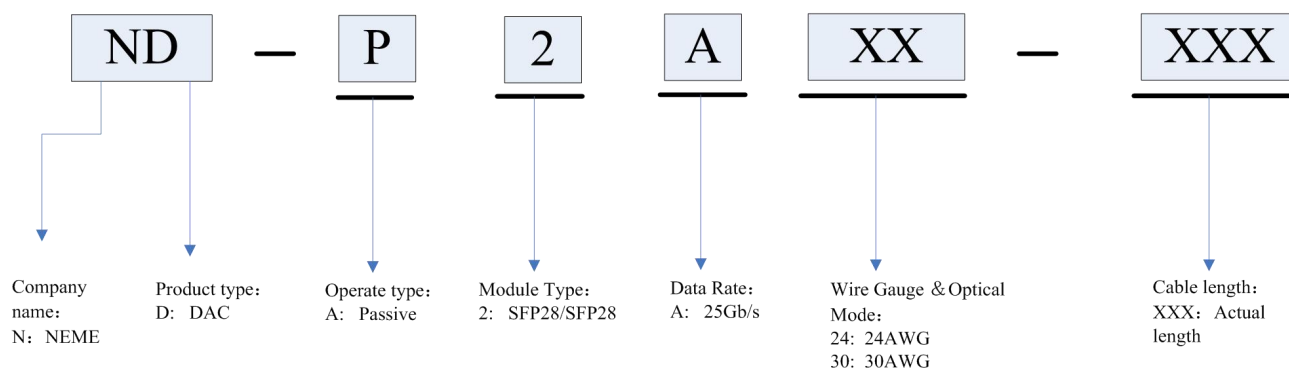 ND — P 2 A XX — XXX
Company
name：
N： NEME
Product type：
D： DAC
Operate type：
A： Passive
Module Type：
2： SFP28/SFP28
Data Rate：
A： 25Gb/s
Wire Gauge ＆Optical
Mode：
24: 24AWG
30: 30AWG
Cable length：
XXX： Actual
length